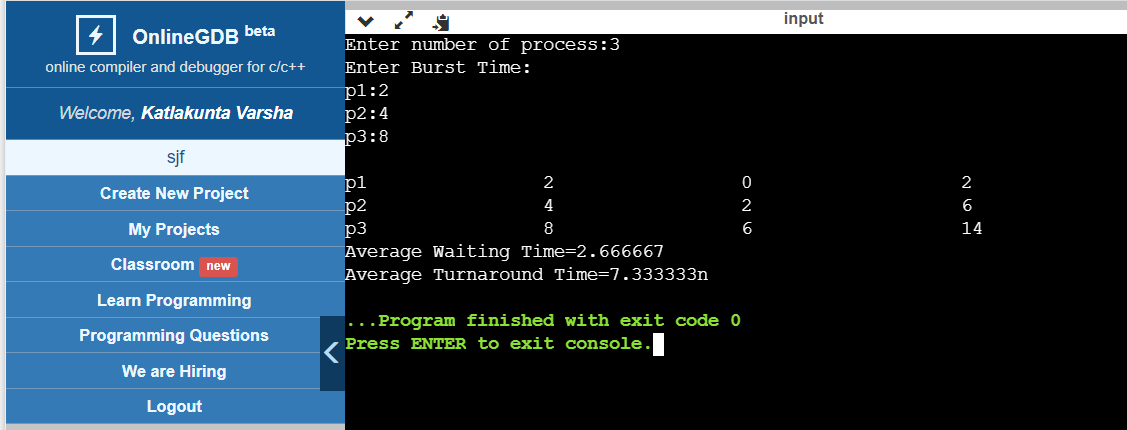 OnlineGDB beta
online compiler and debugger for c/c++
Welcome, Katlakunta Varsha
sjf
Create New Project
My Projects
Classroom new
Learn Programming
Programming Questions
We are Hiring
Logout
input
Enter number of process:3
Enter Burst Time:
p1:2
p2:4
p3:8
p1 2 0 2
p2 4 2 6
p3 8 6 14
Average Waiting Time=2.666667
Average Turnaround Time=7.333333n
...Program finished with exit code 0
Press ENTER to exit console.